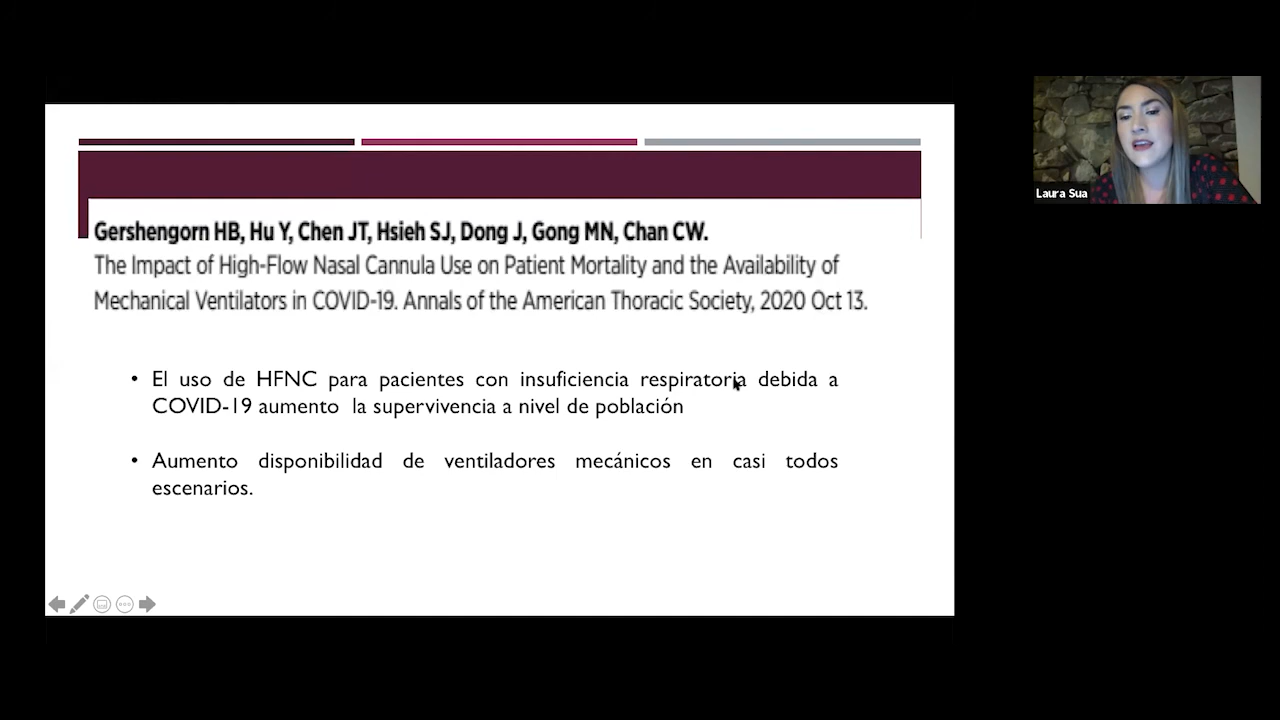 Gershengorn HB, Hu Y, Chen JT, Hsieh SJ, Dong J, Gong MN, Chan CW.
The Impact of High-Flow Nasal Cannula Use on Patient Mortality and the Availability of
Mechanical Ventilators in COVID-19. Annals of the American Thoracic Society, 2020 Oct 13.
• El uso de HFNC para pacientes con insuficiencia respiratoria debida a
COVID-19 aumento la supervivencia a nivel de población
• Aumento disponibilidad de ventiladores mecánicos en casi todos
escenarios.
Laura Sua